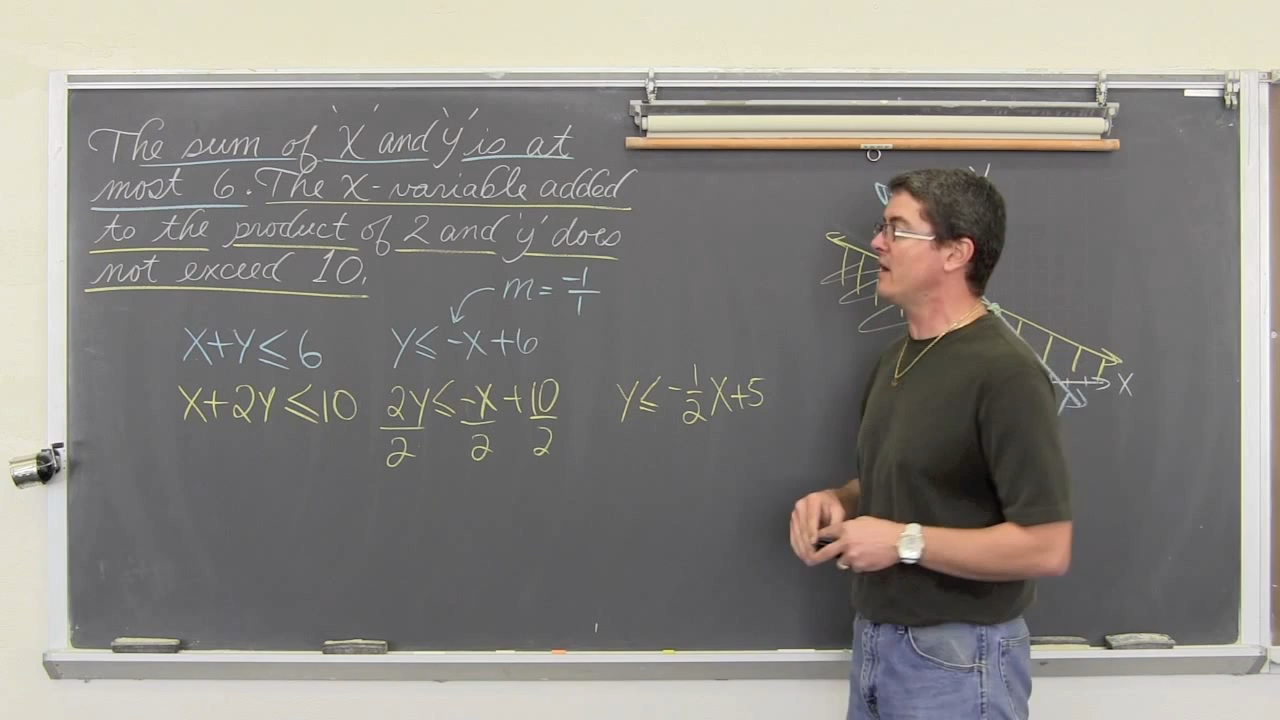 The sum of 'X' and 'Y' is at
most 6. The X-variable added
to the product of 2 and 'y' does
not exceed 10.
m = -1/1
X+Y ≤ 6 Y ≤ -X+6
X+2Y ≤ 10 2Y/2 ≤ -X/2 + 10/2 Y ≤ -1/2 X+5
X